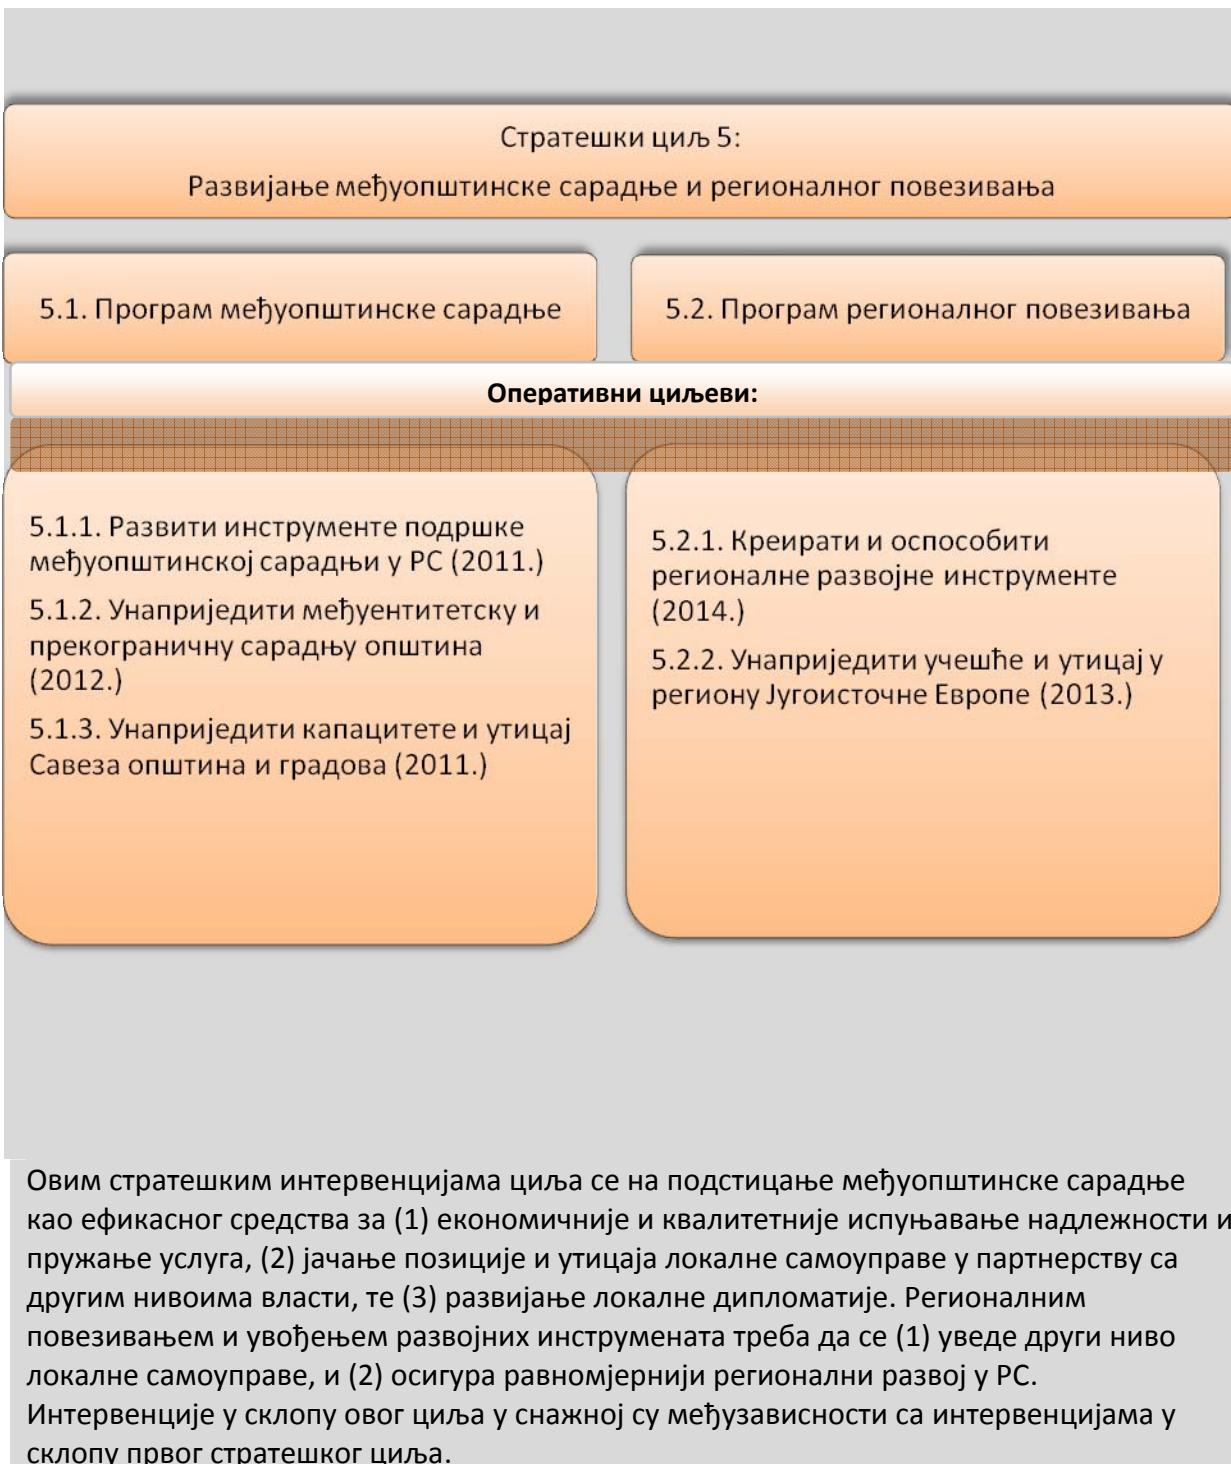 Стратешки циљ 5:
Развијање међуопштинске сарадње и регионалног повезивања
5.1. Програм међуопштинске сарадње
5.2. Програм регионалног повезивања
Оперативни циљеви:
5.1.1. Развити инструменте подршке
међуопштинској сарадњи у РС (2011.)
5.1.2. Унаприједити међуентитетску и
прекограничну сарадњу општина
(2012.)
5.1.3. Унаприједити капацитете и утицај
Савеза општина и градова (2011.)
5.2.1. Креирати и оспособити
регионалне развојне инструменте
(2014.)
5.2.2. Унаприједити учешће и утицај у
региону Југоисточне Европе (2013.)
Овим стратешким интервенцијама циља се на подстицање међуопштинске сарадње
као ефикасног средства за (1) економичније и квалитетније испуњавање надлежности и
пружање услуга, (2) јачање позиције и утицаја локалне самоуправе у партнерству са
другим нивоима власти, те (3) развијање локалне дипломатије. Регионалним
повезивањем и увођењем развојних инструмената треба да се (1) уведе други ниво
локалне самоуправе, и (2) осигура равномјернији регионални развој у РС.
Интервенције у склопу овог циља у снажној су међузависности са интервенцијама у
склопу првог стратешког циља.